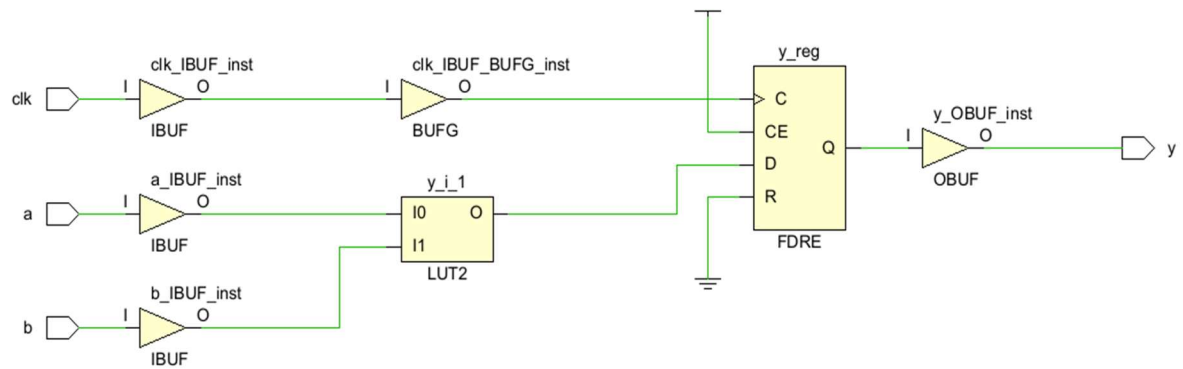 clk
I
clk_IBUF_inst
O
IBUF
I
clk_IBUF_BUFG_inst
O
BUFG
y_reg
C
CE
D
R
Q
FDRE
I
y_OBUF_inst
O
OBUF
y
a
I
a_IBUF_inst
O
IBUF
y_i_1
I0
O
I1
LUT2
b
I
b_IBUF_inst
O
IBUF